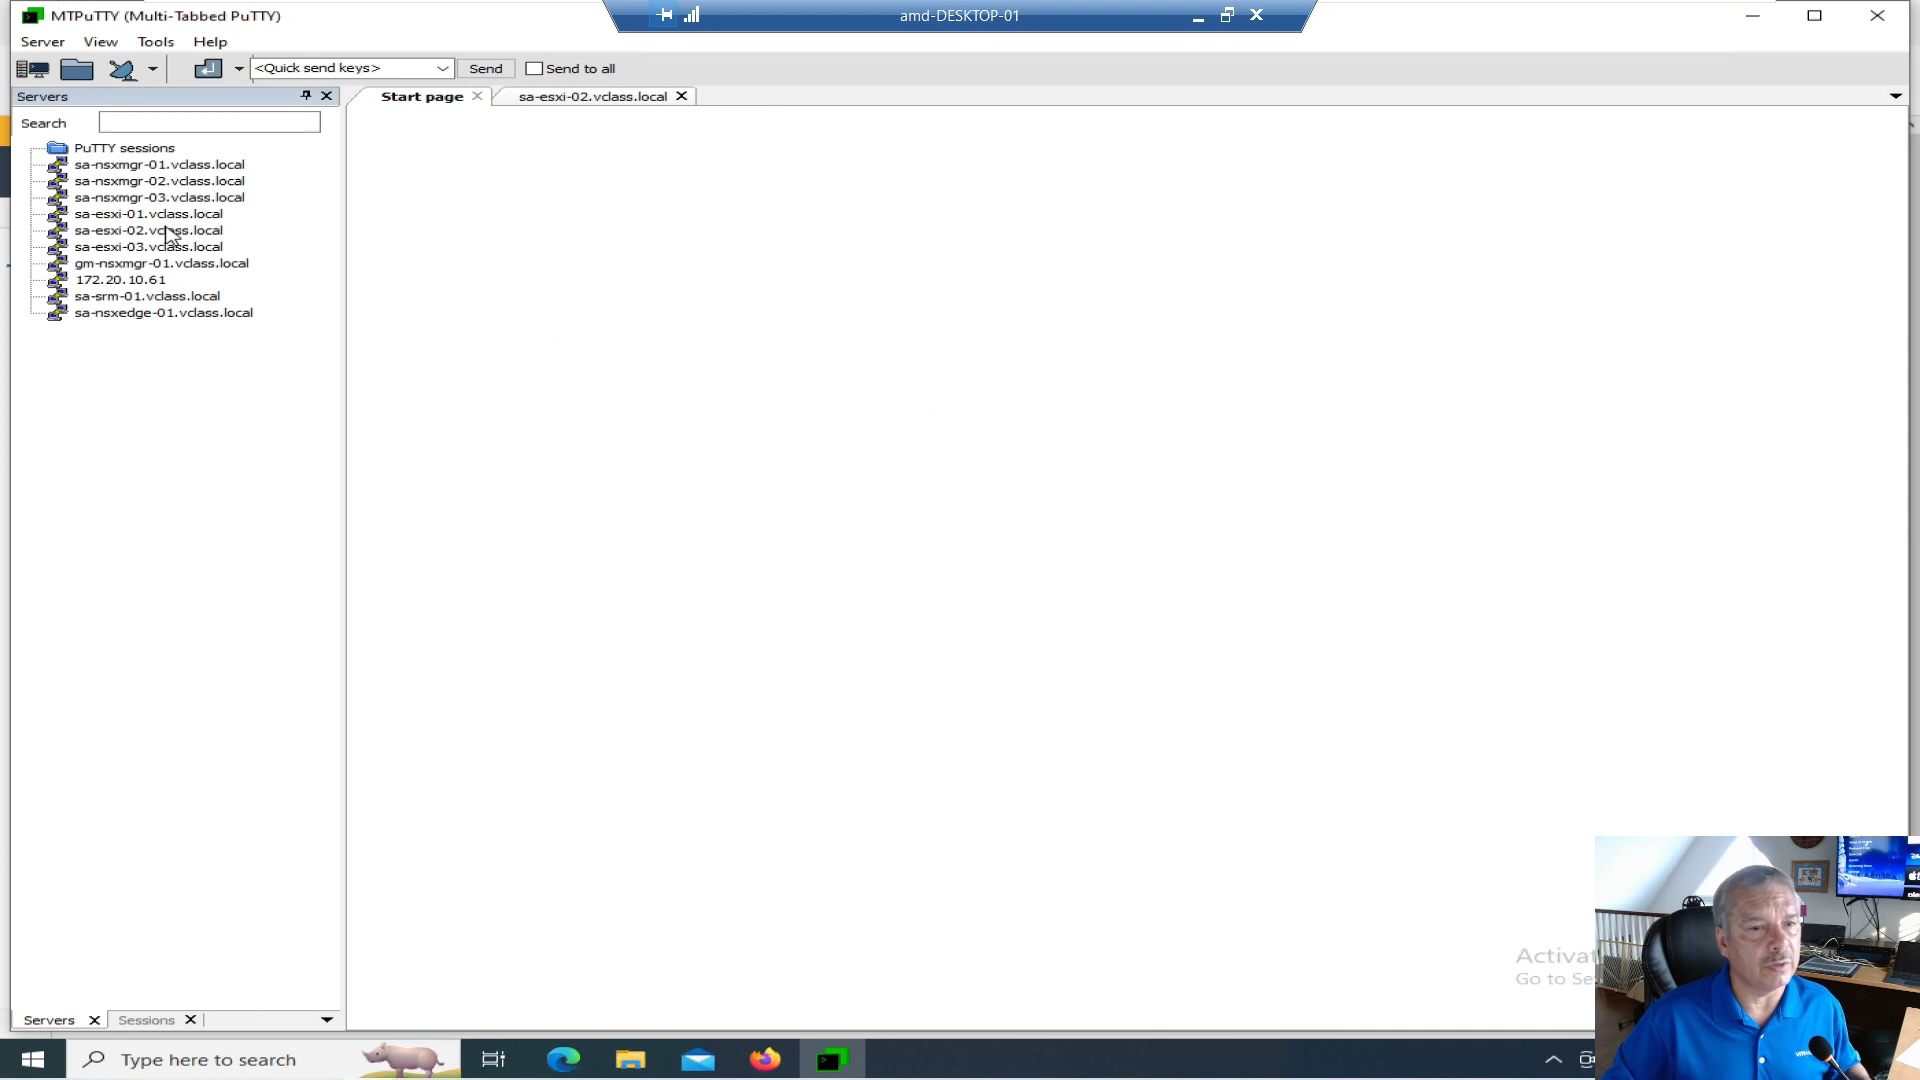 MTPuTTY (Multi-Tabbed PuTTY)
amd-DESKTOP-01
Server View Tools Help
<Quick send keys> Send Send to all
Servers
Start page sa-esxi-02.vclass.local
Search
PuTTY sessions
sa-nsxmgr-01.vclass.local
sa-nsxmgr-02.vclass.local
sa-nsxmgr-03.vclass.local
sa-esxi-01.vclass.local
sa-esxi-02.vclass.local
sa-esxi-03.vclass.local
gm-nsxmgr-01.vclass.local
172.20.10.61
sa-srm-01.vclass.local
sa-nsxedge-01.vclass.local
Activat
Go to Se
Servers Sessions
Type here to search